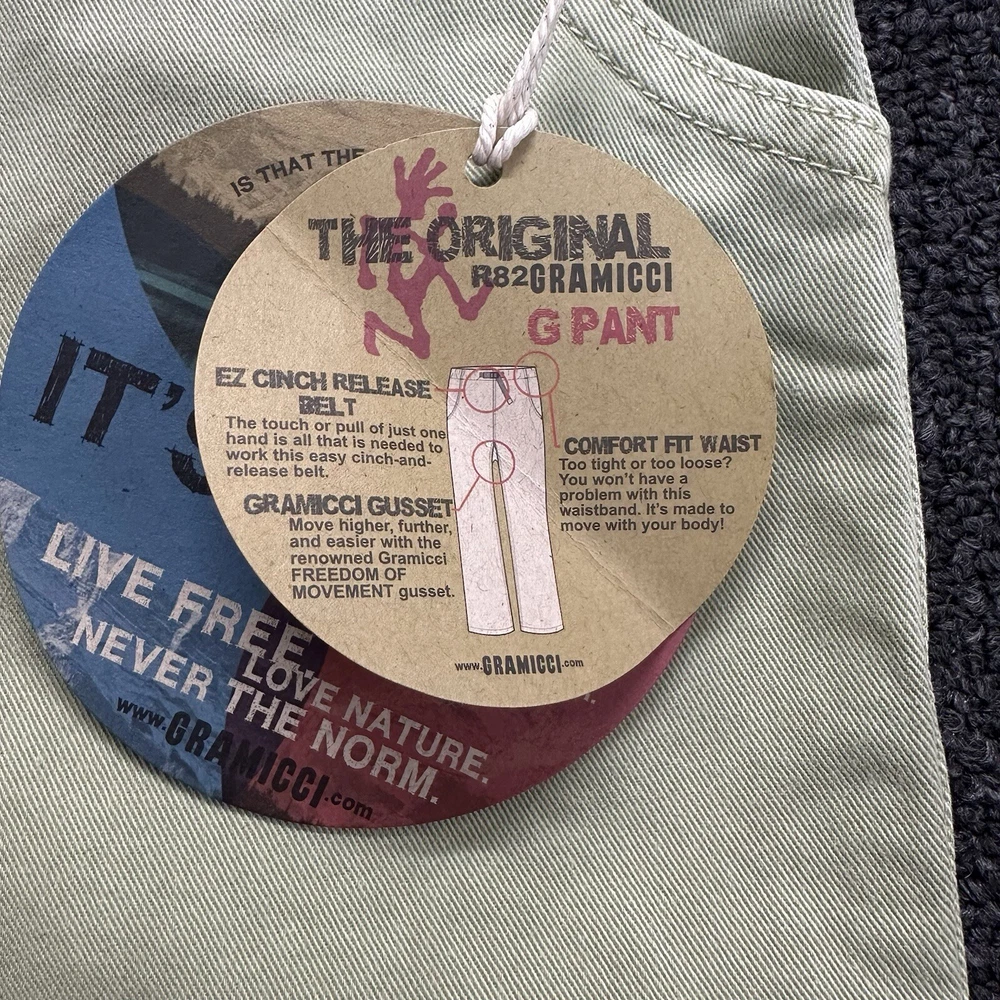 IS THAT THE
IT'S
LIVE FREE.
LOVE NATURE.
NEVER THE NORM.
www.GRAMICCI.com
THE ORIGINAL
R82GRAMICCI
G PANT
EZ CINCH RELEASE
BELT
The touch or pull of just one
hand is all that is needed to
work this easy cinch-and-
release belt.
GRAMICCI GUSSET
Move higher, further,
and easier with the
renowned Gramicci
FREEDOM OF
MOVEMENT gusset.
COMFORT FIT WAIST
Too tight or too loose?
You won't have a
problem with this
waistband. It's made to
move with your body!
www.GRAMICCI.com